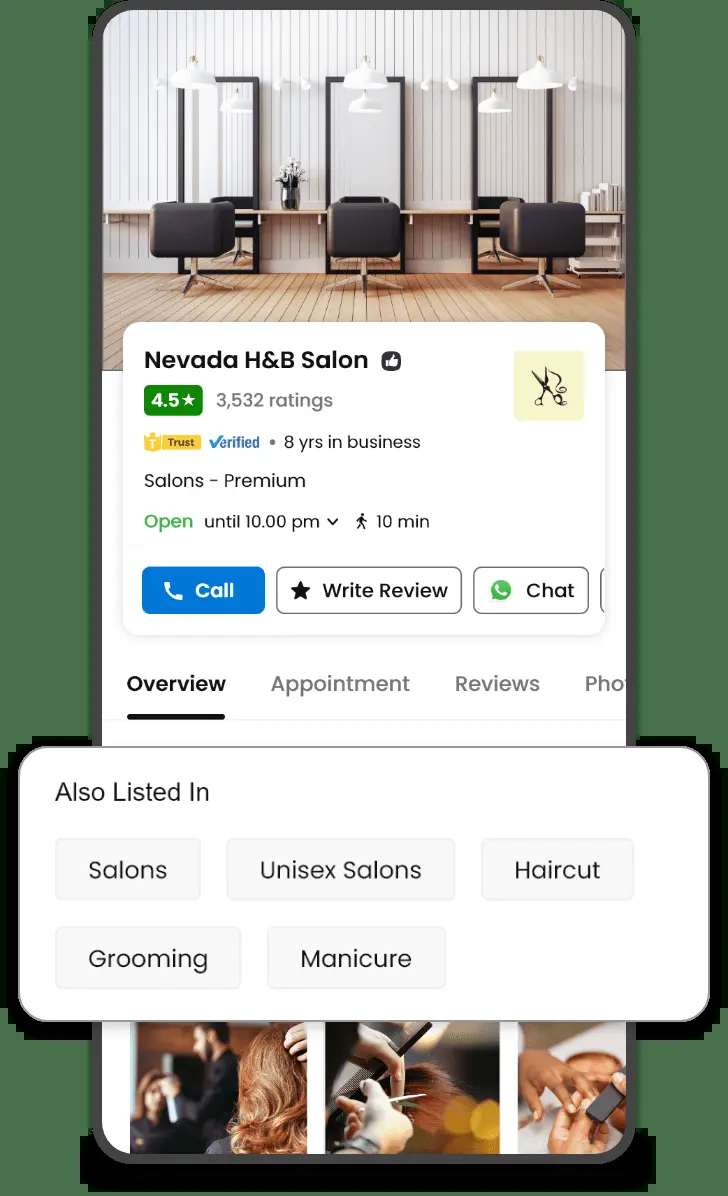 Nevada H&B Salon
4.5★ 3,532 ratings
T Trust Verified • 8 yrs in business
Salons - Premium
Open until 10.00 pm 10 min
Call Write Review Chat
Overview Appointment Reviews Pho
Also Listed In
Salons Unisex Salons Haircut
Grooming Manicure